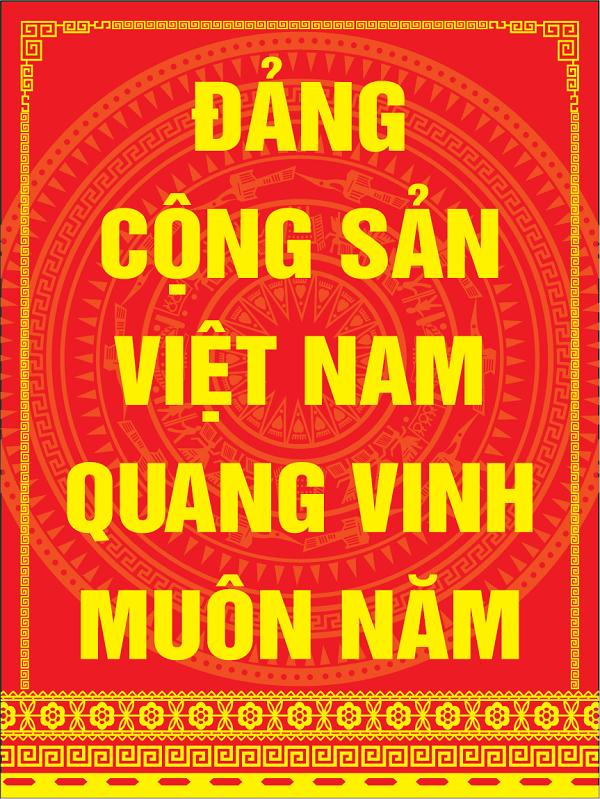 ĐẢNG
CỘNG SẢN
VIỆT NAM
QUANG VINH
MUÔN NĂM